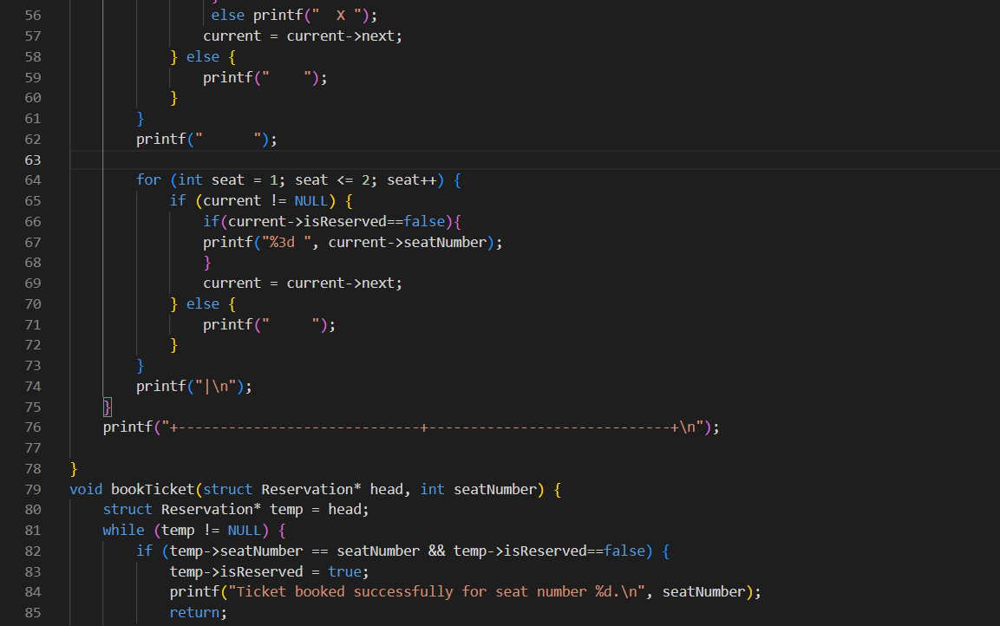 56 else printf("  X ");
57 current = current->next;
58 } else {
59 printf("    ");
60 }
61 }
62 printf("      ");
63
64 for (int seat = 1; seat <= 2; seat++) {
65 if (current != NULL) {
66 if(current->isReserved==false){
67 printf("%3d ", current->seatNumber);
68 }
69 current = current->next;
70 } else {
71 printf("     ");
72 }
73 }
74 printf("|\n");
75 }
76 printf("+-----------------------------+-----------------------------+\n");
77
78 }
79 void bookTicket(struct Reservation* head, int seatNumber) {
80 struct Reservation* temp = head;
81 while (temp != NULL) {
82 if (temp->seatNumber == seatNumber && temp->isReserved==false) {
83 temp->isReserved = true;
84 printf("Ticket booked successfully for seat number %d.\n", seatNumber);
85 return;